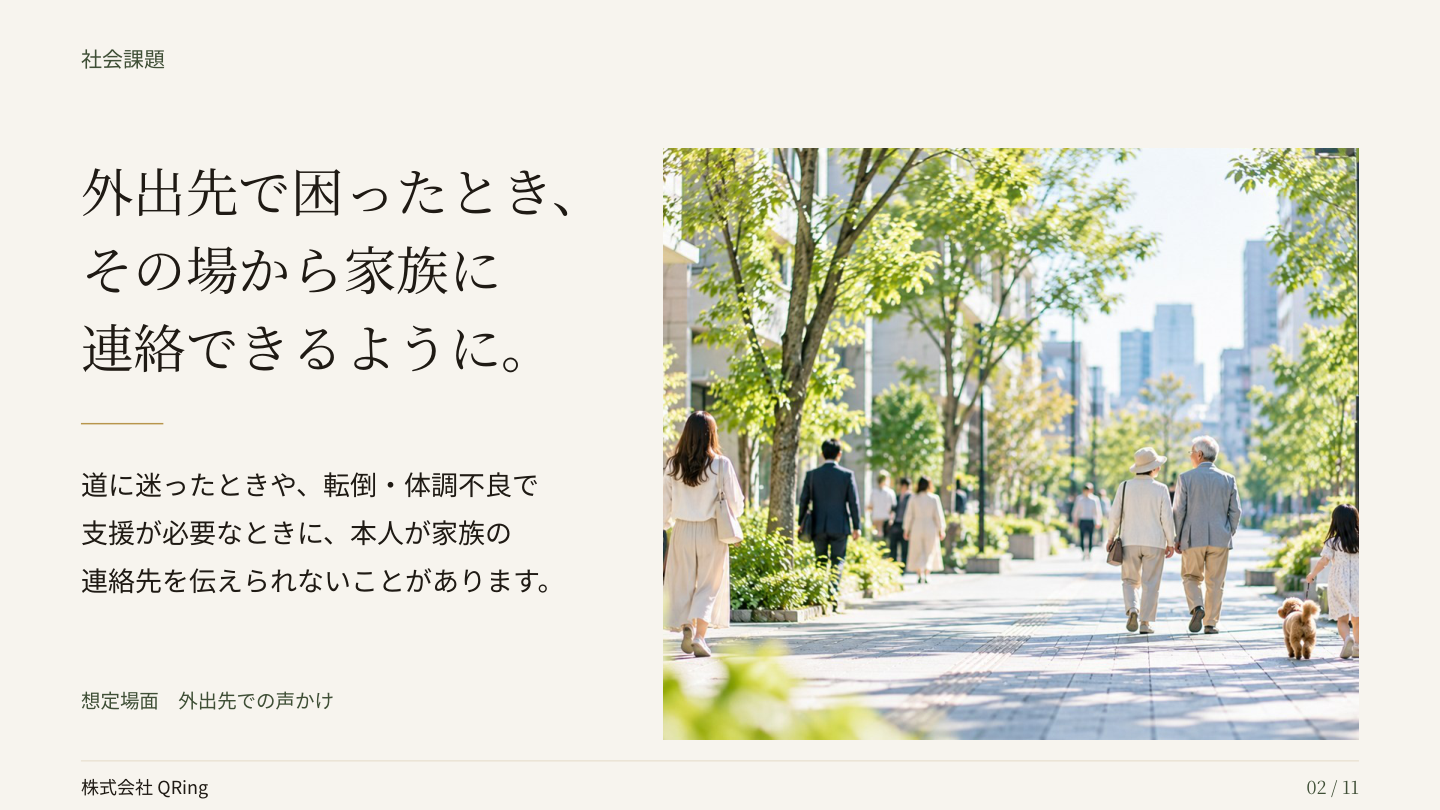 社会課題
外出先で困ったとき、
その場から家族に
連絡できるように。
道に迷ったときや、転倒・体調不良で
支援が必要なときに、本人が家族の
連絡先を伝えられないことがあります。
想定場面　外出先での声かけ
株式会社 QRing
02 / 11